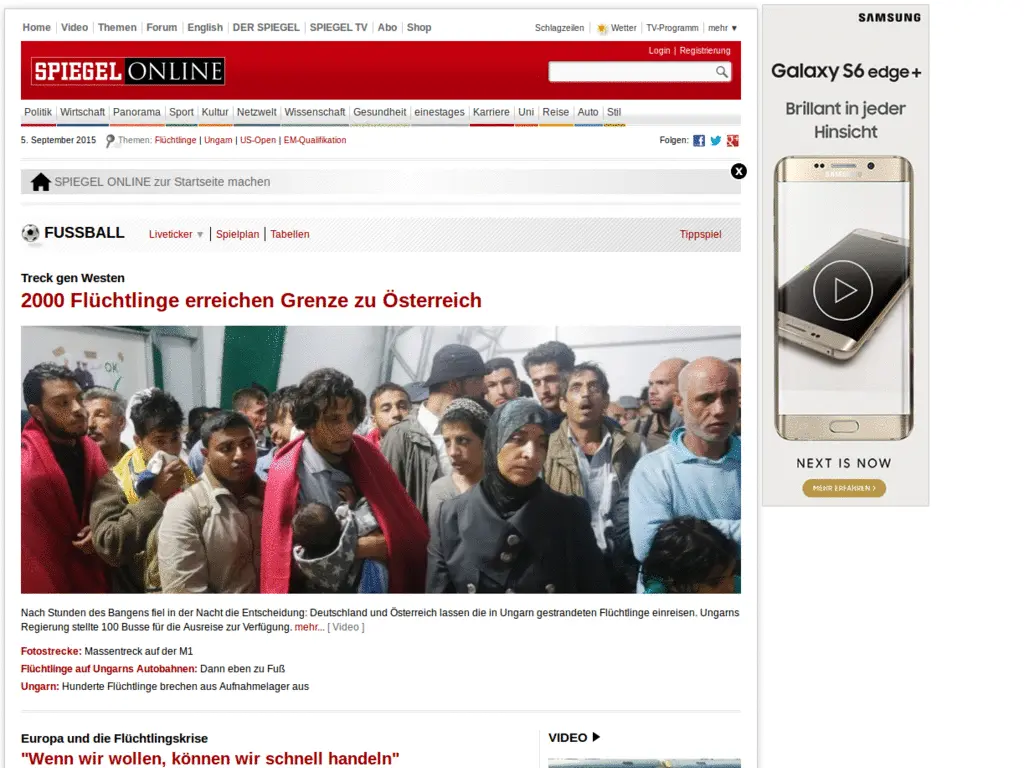 Home Video Themen Forum English DER SPIEGEL SPIEGEL TV Abo Shop
Schlagzeilen Wetter TV-Programm mehr ▼
Login | Registrierung
SPIEGEL ONLINE
Politik Wirtschaft Panorama Sport Kultur Netzwelt Wissenschaft Gesundheit einestages Karriere Uni Reise Auto Stil
5. September 2015 Themen: Flüchtlinge | Ungarn | US-Open | EM-Qualifikation
Folgen:
SPIEGEL ONLINE zur Startseite machen
X
FUSSBALL Liveticker ▼ | Spielplan | Tabellen Tippspiel
Treck gen Westen
2000 Flüchtlinge erreichen Grenze zu Österreich
OK
Nach Stunden des Bangens fiel in der Nacht die Entscheidung: Deutschland und Österreich lassen die in Ungarn gestrandeten Flüchtlinge einreisen. Ungarns
Regierung stellte 100 Busse für die Ausreise zur Verfügung. mehr... [ Video ]
Fotostrecke: Massentreck auf der M1
Flüchtlinge auf Ungarns Autobahnen: Dann eben zu Fuß
Ungarn: Hunderte Flüchtlinge brechen aus Aufnahmelager aus
Europa und die Flüchtlingskrise
"Wenn wir wollen, können wir schnell handeln"
VIDEO
SAMSUNG
Galaxy S6 edge+
Brillant in jeder
Hinsicht
SAMSUNG
NEXT IS NOW
MEHR ERFAHREN >